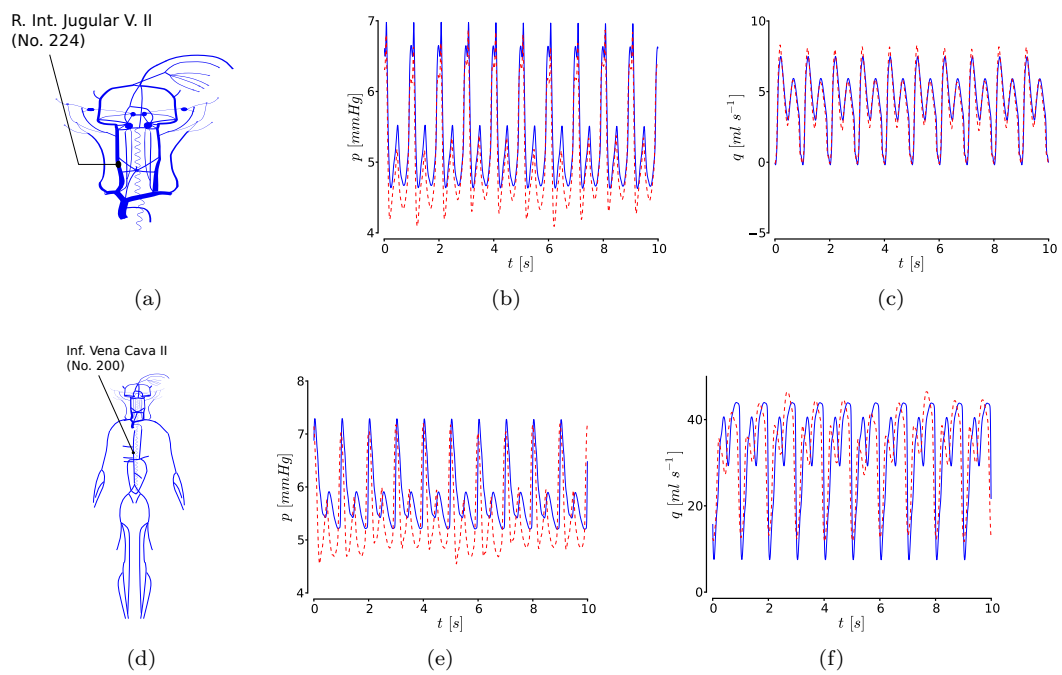 R. Int. Jugular V. II
(No. 224)
7
6
5
4
p [mmHg]
0 2 4 6 8 10
t [s]
10
5
0
−5
q [ml s⁻¹]
0 2 4 6 8 10
t [s]
(a)
(b)
(c)
Inf. Vena Cava II
(No. 200)
8
7
6
5
4
p [mmHg]
0 2 4 6 8 10
t [s]
40
20
0
q [ml s⁻¹]
0 2 4 6 8 10
t [s]
(d)
(e)
(f)